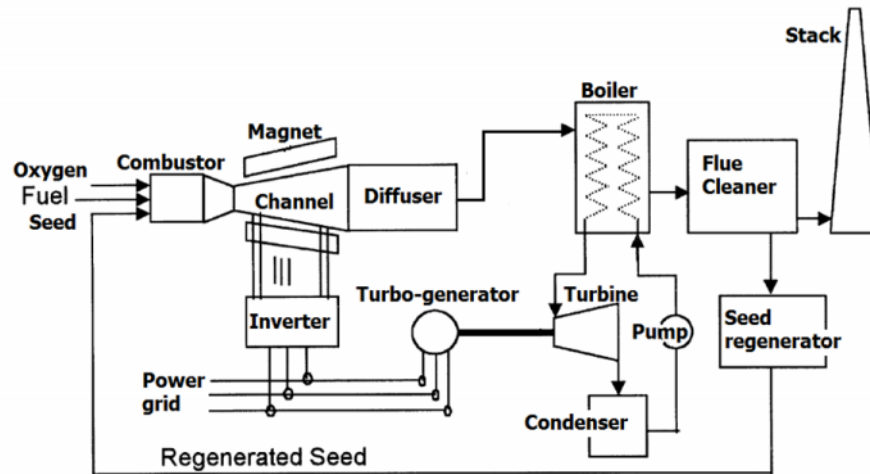 Stack
Boiler
Magnet
Oxygen
Combustor
Flue
Cleaner
Fuel
Channel
Diffuser
Seed
Turbo-generator
Turbine
Inverter
Pump
Seed
regenerator
Power
grid
Condenser
Regenerated Seed